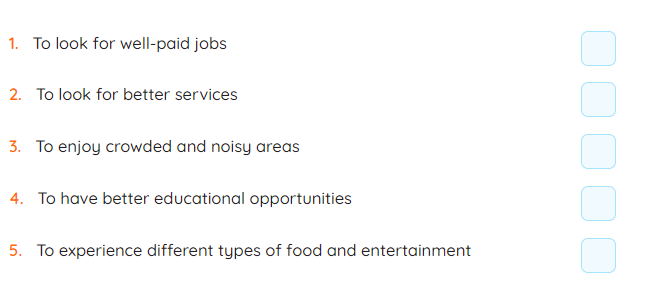 1. To look for well-paid jobs
2. To look for better services
3. To enjoy crowded and noisy areas
4. To have better educational opportunities
5. To experience different types of food and entertainment